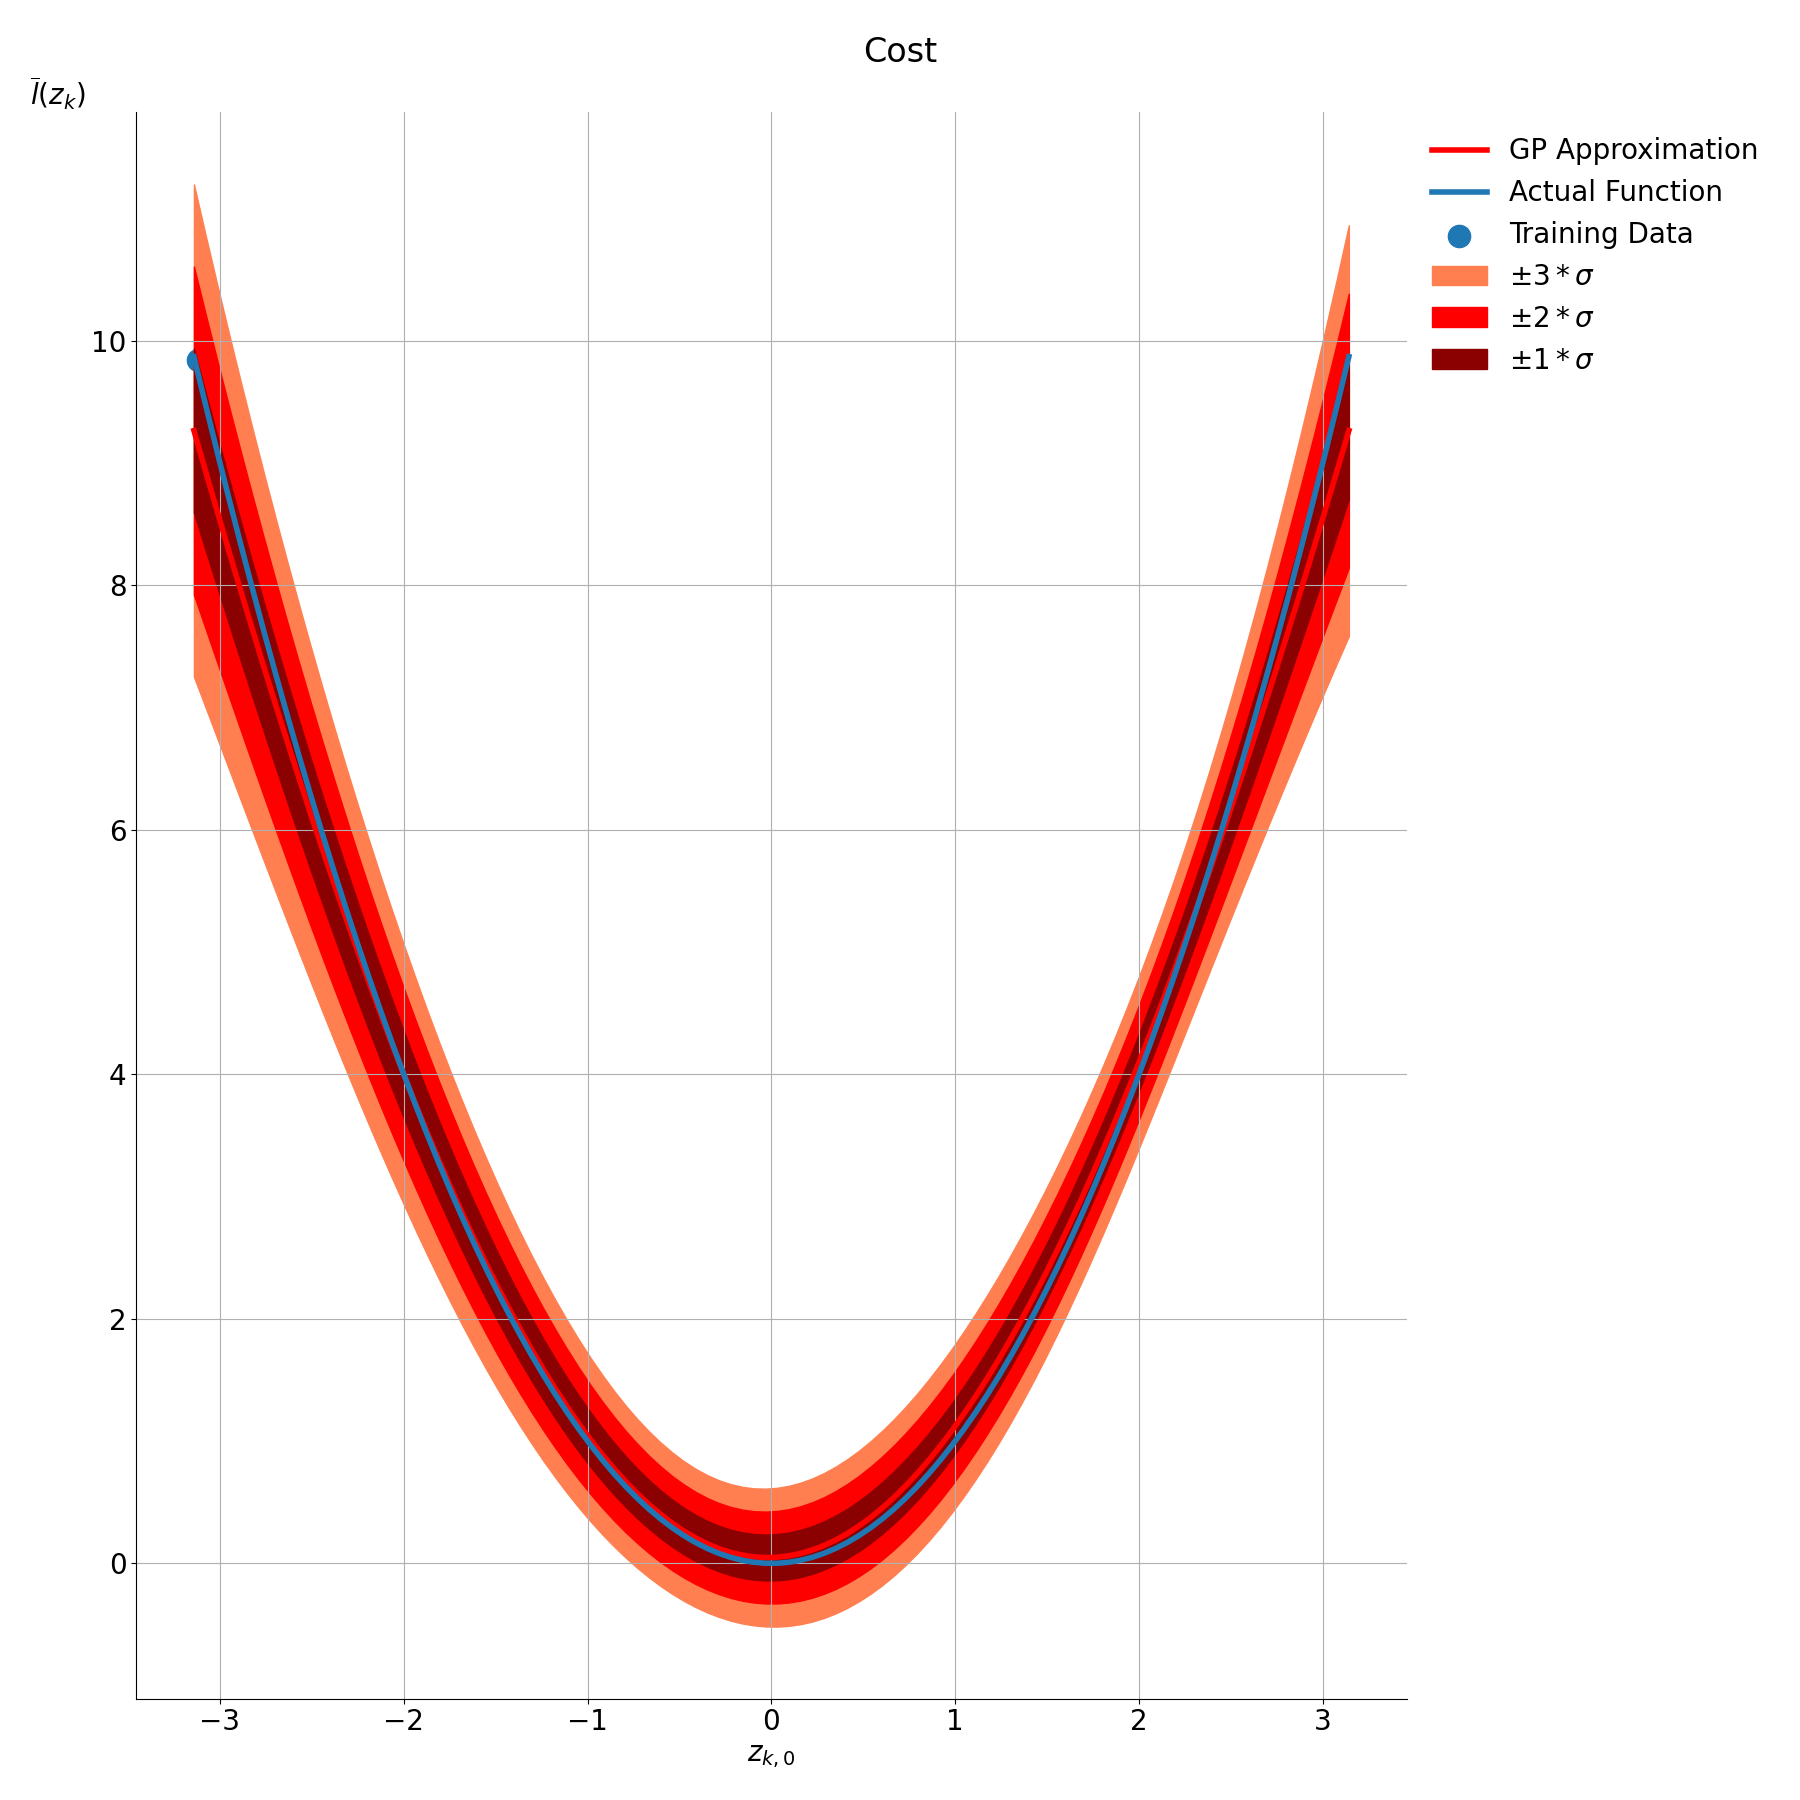 Cost
l̄(z_k)
GP Approximation
Actual Function
Training Data
±3 * σ
±2 * σ
±1 * σ
10
8
6
4
2
0
−3 −2 −1 0 1 2 3
z_{k, 0}